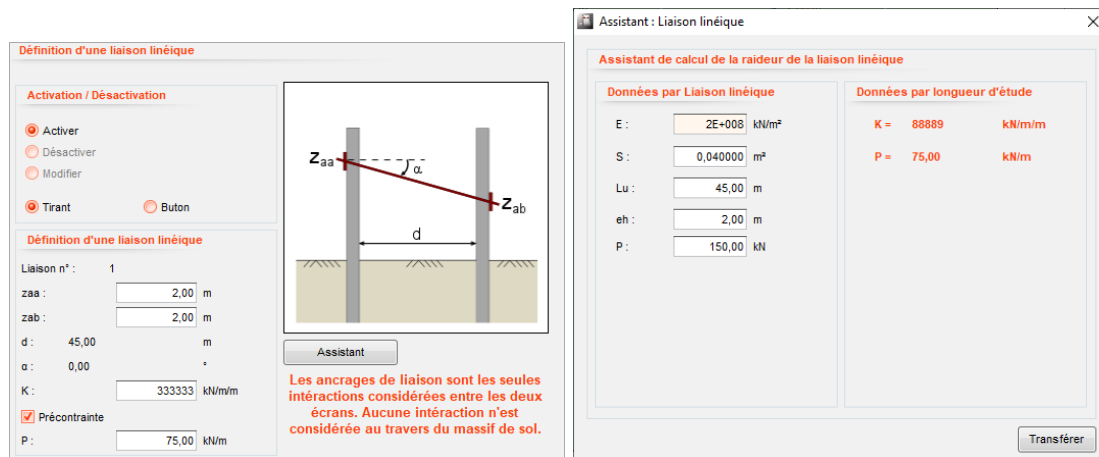 Définition d'une liaison linéique
Activation / Désactivation
Activer
Désactiver
Modifier
Tirant Buton
Définition d'une liaison linéique
Liaison n° : 1
zaa : 2,00 m
zab : 2,00 m
d : 45,00 m
α : 0,00 °
K : 333333 kN/m/m
Précontrainte
P : 75,00 kN/m
Zaa
α
Zab
d
Assistant
Les ancrages de liaison sont les seules
intéractions considérées entre les deux
écrans. Aucune intéraction n'est
considérée au travers du massif de sol.
Assistant : Liaison linéique
Assistant de calcul de la raideur de la liaison linéique
Données par Liaison linéique
E : 2E+008 kN/m²
S : 0,040000 m²
Lu : 45,00 m
eh : 2,00 m
P : 150,00 kN
Données par longueur d'étude
K = 88889 kN/m/m
P = 75,00 kN/m
Transférer